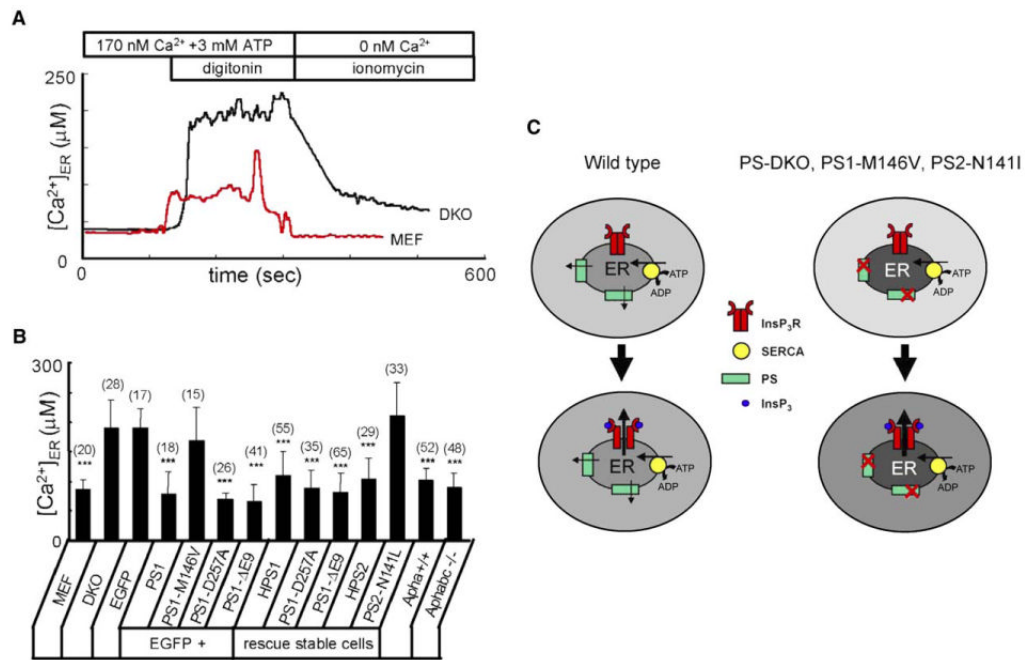 A
170 nM Ca²⁺ +3 mM ATP
0 nM Ca²⁺
digitonin
ionomycin
250
[Ca²⁺]ER (μM)
DKO
MEF
0
0
time (sec)
600
B
300
[Ca²⁺]ER (μM)
0
(20)
***
(28)
(17)
(18)
***
(15)
(26)
***
(41)
***
(55)
***
(35)
***
(65)
***
(29)
***
(33)
(52)
***
(48)
***
MEF
DKO
EGFP
PS1
PS1-M146V
PS1-D257A
PS1-ΔE9
HPS1
PS1-D257A
PS1-ΔE9
HPS2
PS2-N141L
Apha+/+
Aphabc -/-
EGFP +
rescue stable cells
C
Wild type
PS-DKO, PS1-M146V, PS2-N141I
ER
ATP
ADP
ER
ATP
ADP
InsP₃R
SERCA
PS
InsP₃
ER
ATP
ADP
ER
ATP
ADP